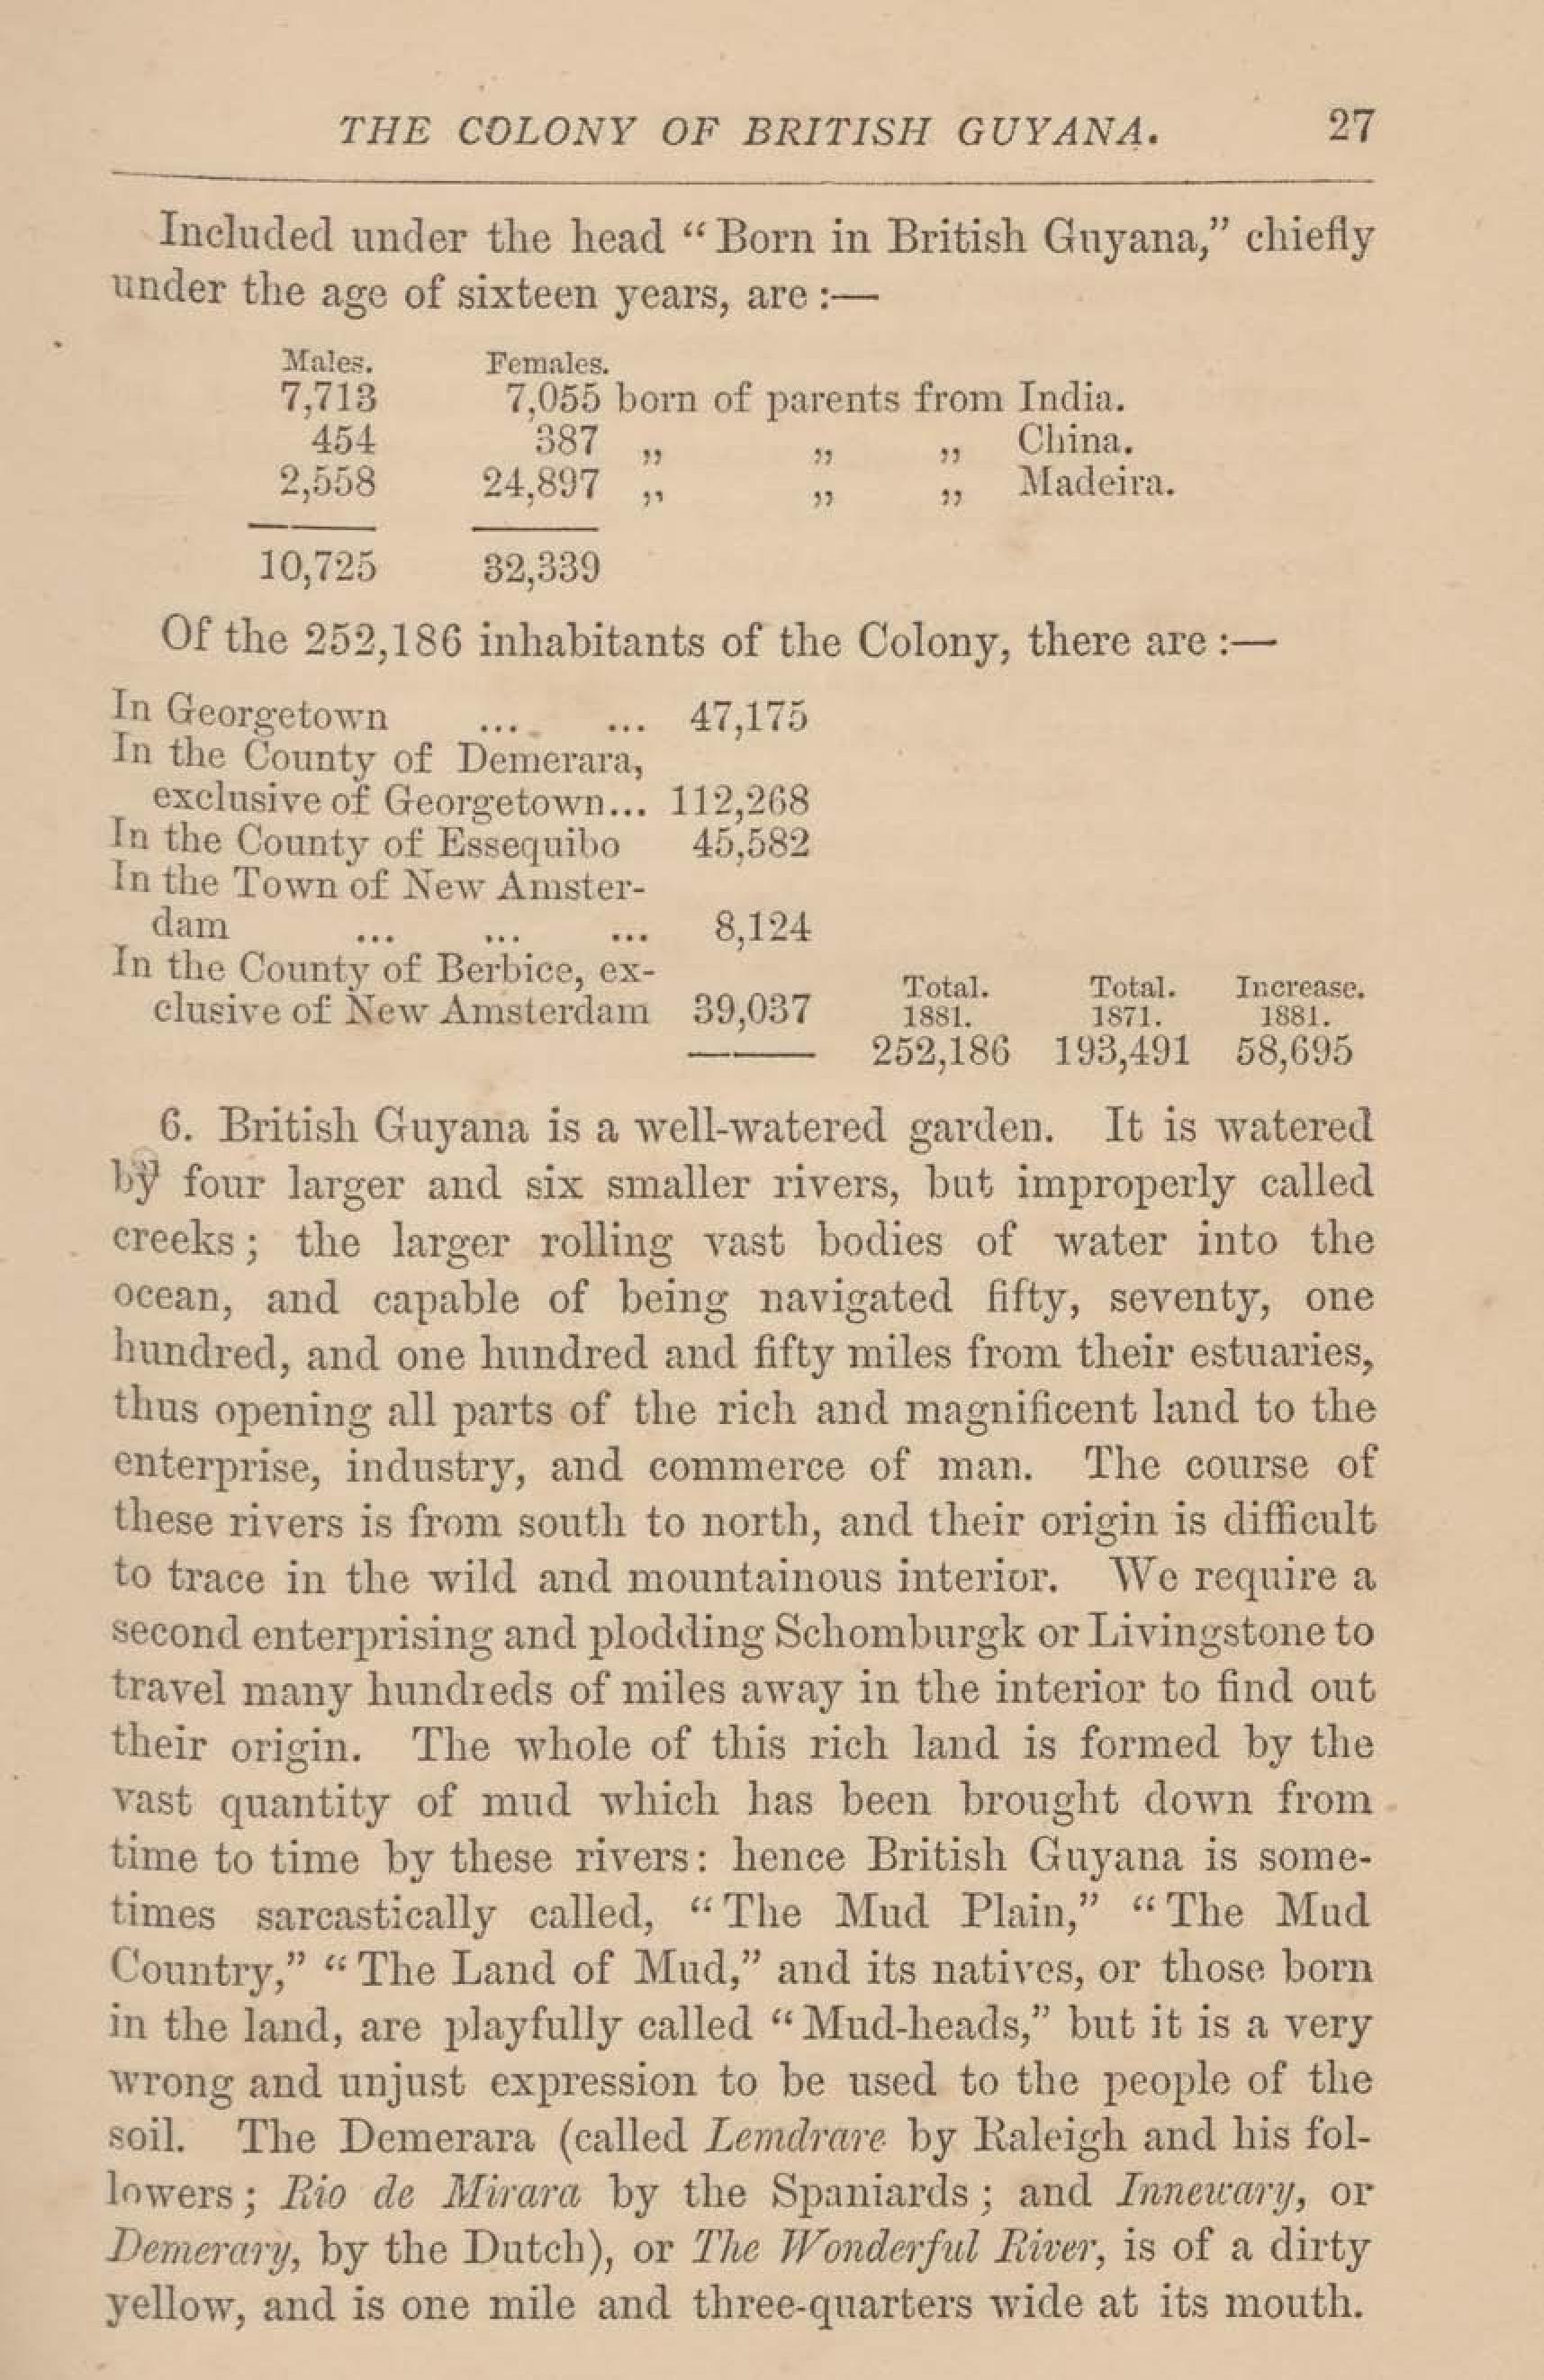 THE COLONY OF BRITISH GUYANA. 27
Included under the head “Born in British Guyana,” chiefly
under the age of sixteen years, are :—
Males. Females.
7,713 7,055 born of parents from India.
454 387 „ „ „ China.
2,558 24,897 „ „ „ Madeira.
10,725 32,339
Of the 252,186 inhabitants of the Colony, there are :—
In Georgetown ... ... 47,175
In the County of Demerara,
exclusive of Georgetown... 112,268
In the County of Essequibo 45,582
In the Town of New Amster-
dam ... ... ... 8,124
In the County of Berbice, ex- Total. Total. Increase.
clusive of New Amsterdam 39,037 1881. 1871. 1881.
252,186 193,491 58,695
6. British Guyana is a well-watered garden. It is watered
by four larger and six smaller rivers, but improperly called
creeks; the larger rolling vast bodies of water into the
ocean, and capable of being navigated fifty, seventy, one
hundred, and one hundred and fifty miles from their estuaries,
thus opening all parts of the rich and magnificent land to the
enterprise, industry, and commerce of man. The course of
these rivers is from south to north, and their origin is difficult
to trace in the wild and mountainous interior. We require a
second enterprising and plodding Schomburgk or Livingstone to
travel many hundreds of miles away in the interior to find out
their origin. The whole of this rich land is formed by the
vast quantity of mud which has been brought down from
time to time by these rivers: hence British Guyana is some-
times sarcastically called, “The Mud Plain,” “The Mud
Country,” “The Land of Mud,” and its natives, or those born
in the land, are playfully called “Mud-heads,” but it is a very
wrong and unjust expression to be used to the people of the
soil. The Demerara (called Lemdrare by Raleigh and his fol-
lowers; Rio de Mirara by the Spaniards; and Innewary, or
Demerary, by the Dutch), or The Wonderful River, is of a dirty
yellow, and is one mile and three-quarters wide at its mouth.